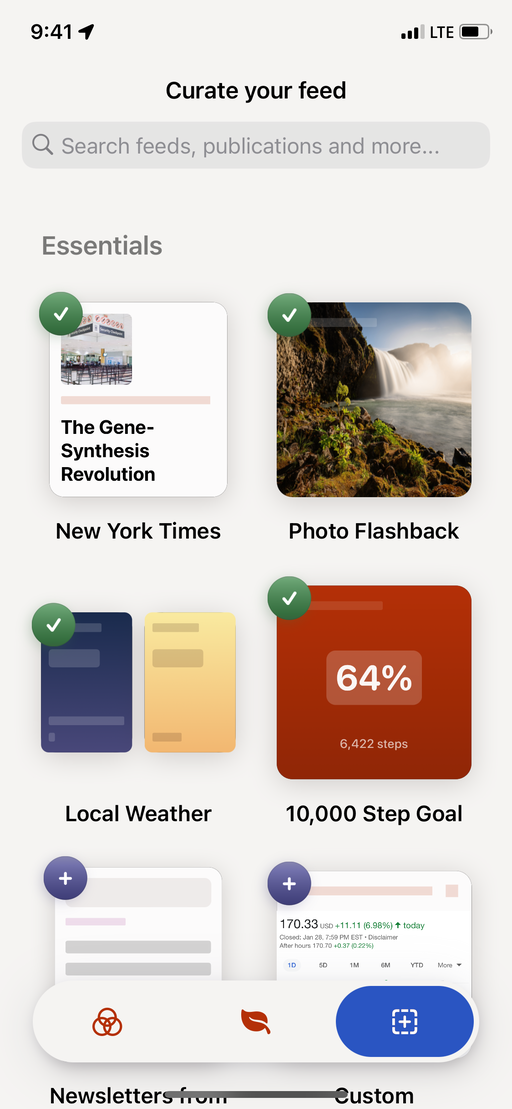 9:41
LTE
Curate your feed
Search feeds, publications and more...
Essentials
The Gene-
Synthesis
Revolution
New York Times
Photo Flashback
64%
6,422 steps
Local Weather
10,000 Step Goal
170.33 USD +11.11 (6.98%) ↑ today
Closed: Jan 28, 7:59 PM EST • Disclaimer
After hours 170.70 +0.37 (0.22%)
1D 5D 1M 6M YTD More
Newsletters from
Custom